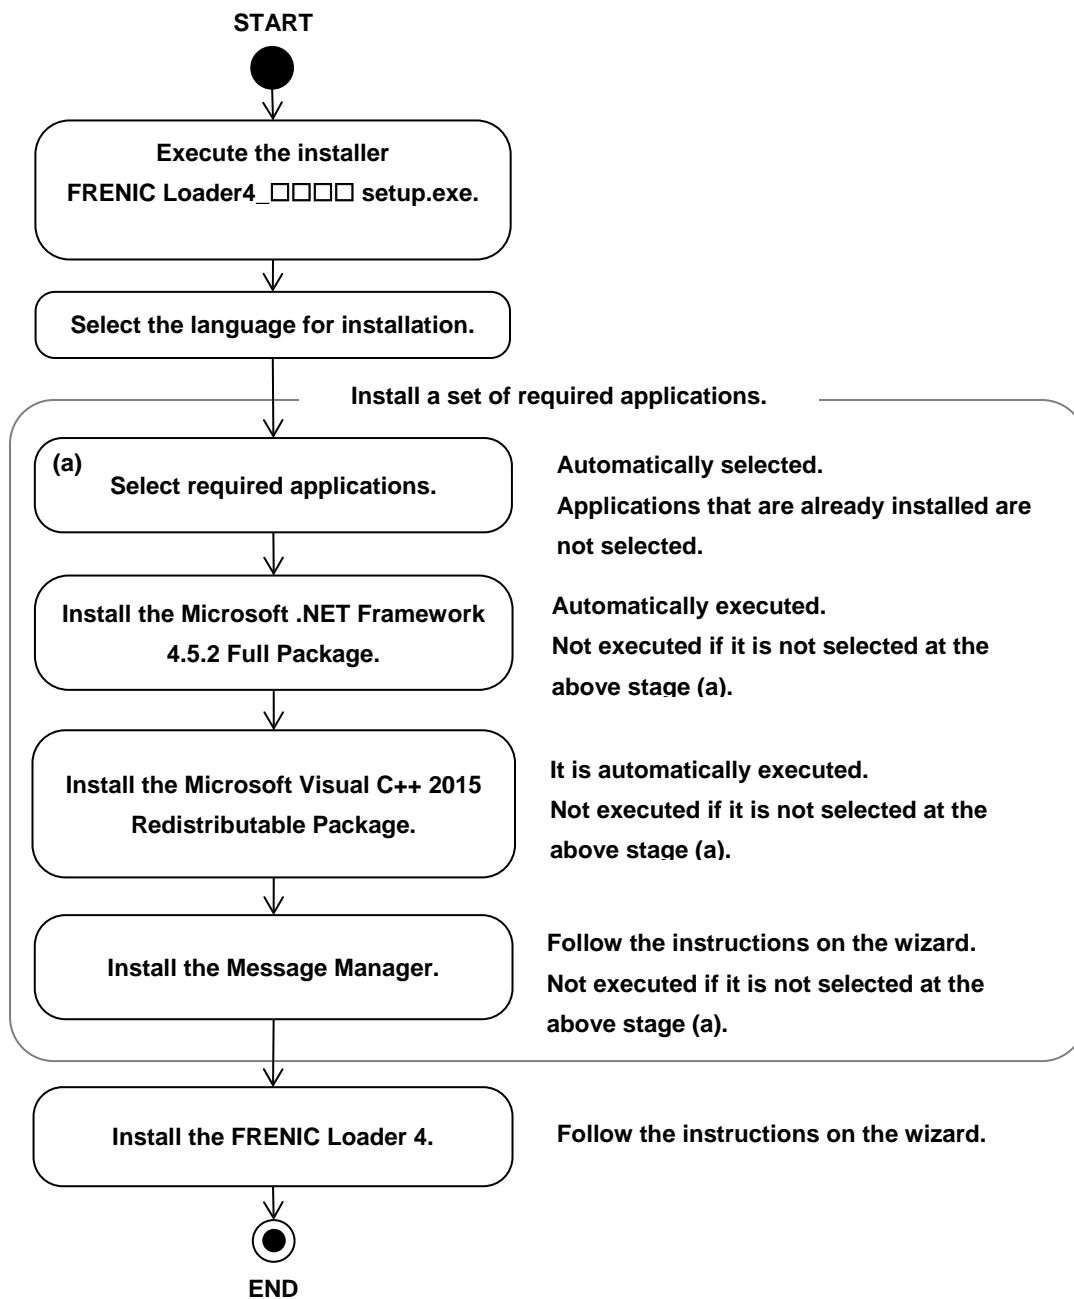 START
Execute the installer
FRENIC Loader4_□□□□ setup.exe.
Select the language for installation.
Install a set of required applications.
(a)
Select required applications.
Automatically selected.
Applications that are already installed are
not selected.
Install the Microsoft .NET Framework
4.5.2 Full Package.
Automatically executed.
Not executed if it is not selected at the
above stage (a).
Install the Microsoft Visual C++ 2015
Redistributable Package.
It is automatically executed.
Not executed if it is not selected at the
above stage (a).
Install the Message Manager.
Follow the instructions on the wizard.
Not executed if it is not selected at the
above stage (a).
Install the FRENIC Loader 4.
Follow the instructions on the wizard.
END